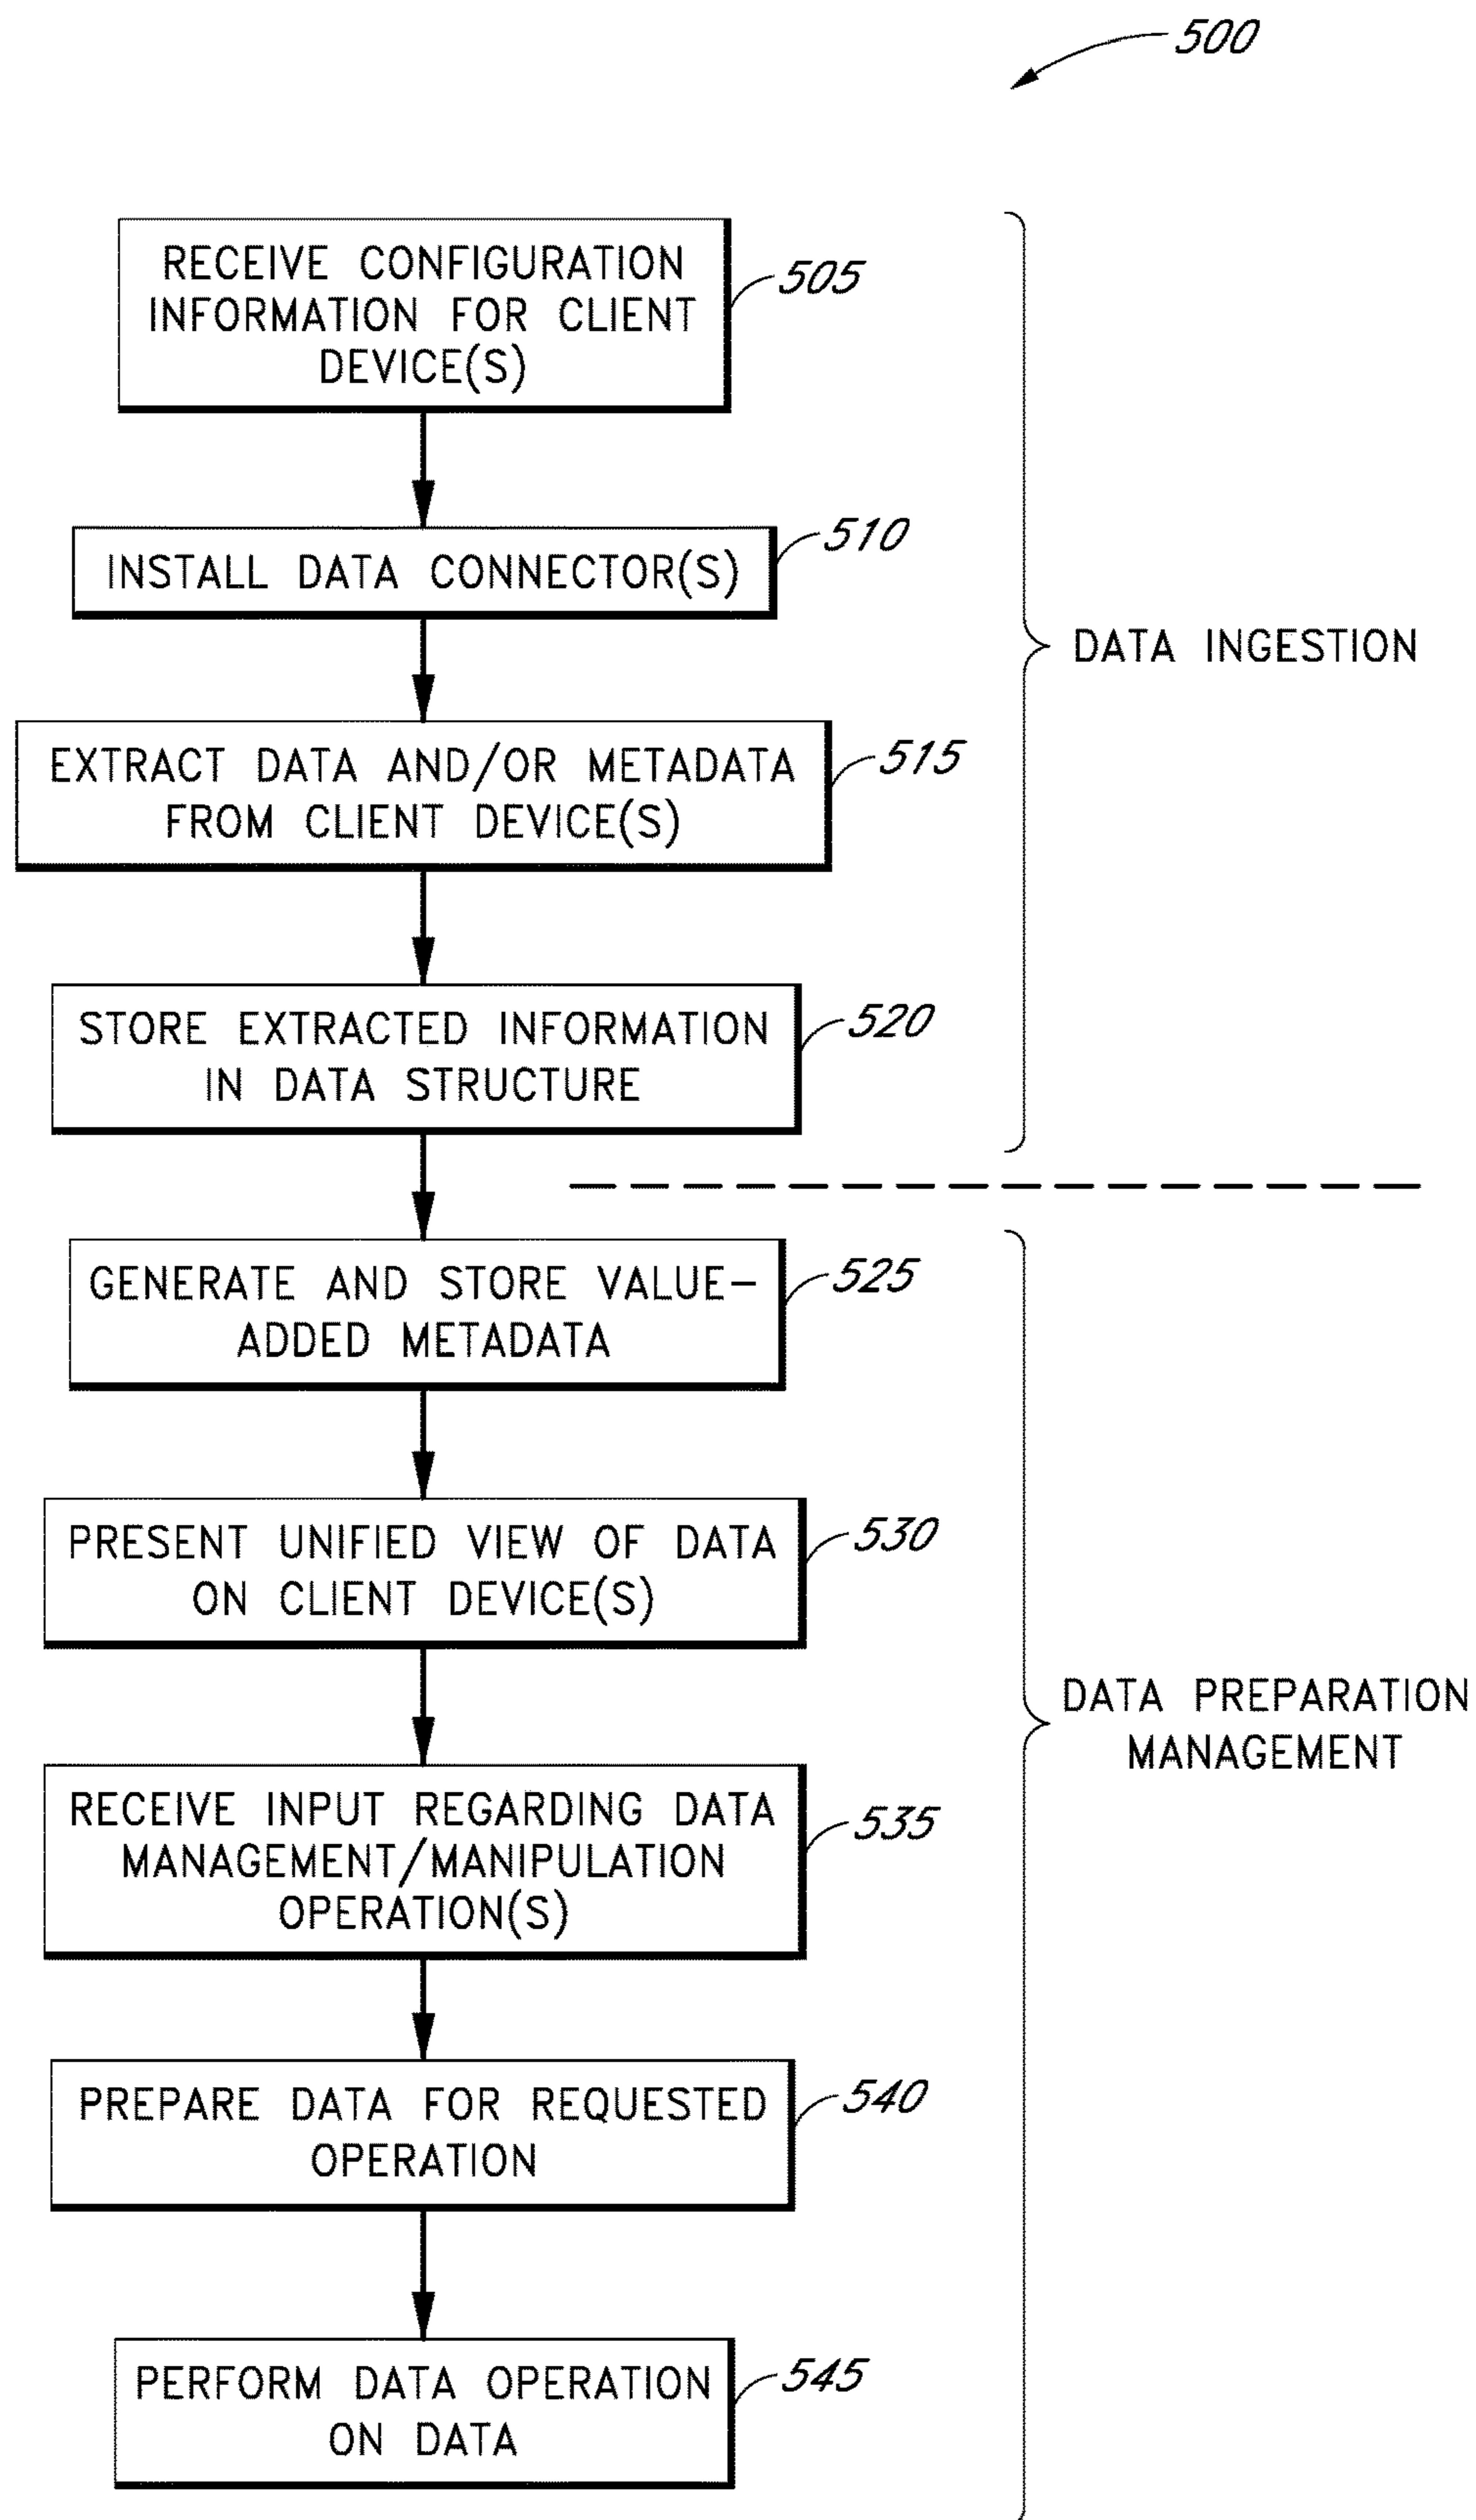 500
RECEIVE CONFIGURATION
INFORMATION FOR CLIENT
DEVICE(S)
505
INSTALL DATA CONNECTOR(S)
510
DATA INGESTION
EXTRACT DATA AND/OR METADATA
FROM CLIENT DEVICE(S)
515
STORE EXTRACTED INFORMATION
IN DATA STRUCTURE
520
GENERATE AND STORE VALUE-
ADDED METADATA
525
PRESENT UNIFIED VIEW OF DATA
ON CLIENT DEVICE(S)
530
DATA PREPARATION
MANAGEMENT
RECEIVE INPUT REGARDING DATA
MANAGEMENT/MANIPULATION
OPERATION(S)
535
PREPARE DATA FOR REQUESTED
OPERATION
540
PERFORM DATA OPERATION
ON DATA
545